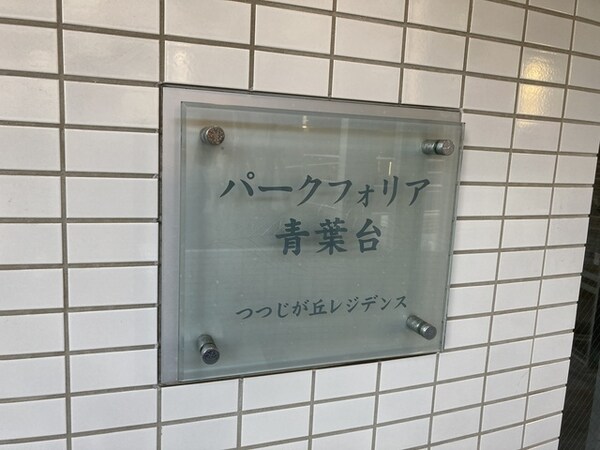 パークフォリア
青葉台
つつじが丘レジデンス